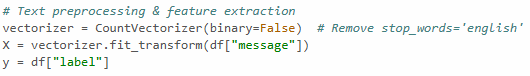 # Text preprocessing & feature extraction
vectorizer = CountVectorizer(binary=False)  # Remove stop_words='english'
X = vectorizer.fit_transform(df["message"])
y = df["label"]